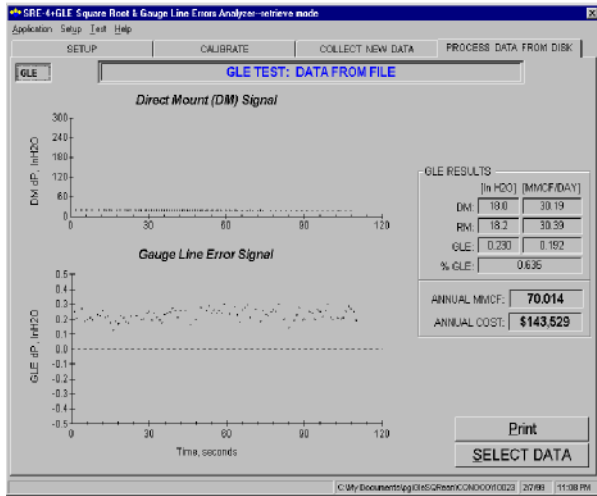 SRE-4+GLE Square Root & Gauge Line Errors Analyzer--retrieve mode
Application Setup Test Help
SETUP CALIBRATE COLLECT NEW DATA PROCESS DATA FROM DISK
GLE GLE TEST: DATA FROM FILE
Direct Mount (DM) Signal
DM dP, InH2O
300
240
180
120
60
0
0 30 60 90 120
Gauge Line Error Signal
GLE dP, InH2O
0.5
0.4
0.3
0.2
0.1
0.0
-0.1
-0.2
-0.3
-0.4
-0.5
0 30 60 90 120
Time, seconds
GLE RESULTS
[In H2O] [MMCF/DAY]
DM: 18.0 30.19
RM: 18.2 30.39
GLE: 0.230 0.192
% GLE: 0.635
ANNUAL MMCF: 70.014
ANNUAL COST: $143,529
Print
SELECT DATA
2/7/99 11:08 PM